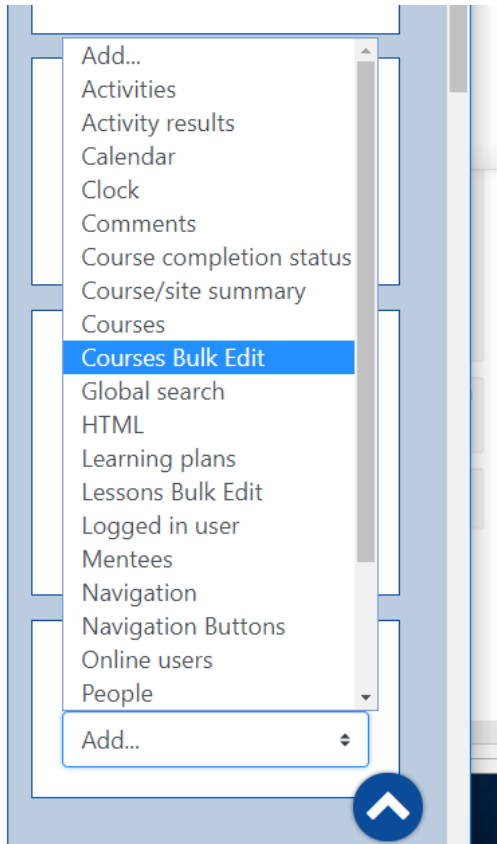 Add...
Activities
Activity results
Calendar
Clock
Comments
Course completion status
Course/site summary
Courses
Courses Bulk Edit
Global search
HTML
Learning plans
Lessons Bulk Edit
Logged in user
Mentees
Navigation
Navigation Buttons
Online users
People
Add...